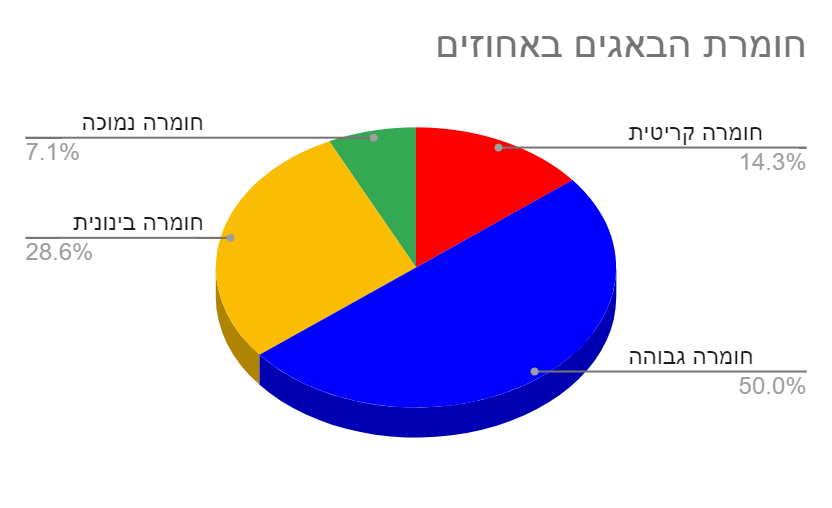 חומרת הבאגים באחוזים
חומרה קריטית
14.3%
חומרה גבוהה
50.0%
חומרה בינונית
28.6%
חומרה נמוכה
7.1%